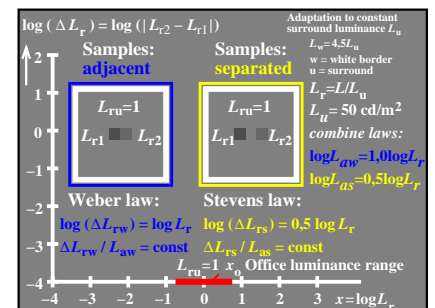 log ( Δ L_r ) = log ( | L_r2 – L_r1 | )
Adaptation to constant
surround luminance L_u
L_w=4,5L_u
w = white border
u = surround
L_r=L/L_u
L_u= 50 cd/m²
combine laws:
logL_aw=1,0logL_r
logL_as=0,5logL_r
Samples:
adjacent
L_ru=1
L_r1
L_r2
Weber law:
log (ΔL_rw) = log L_r
ΔL_rw / L_aw = const
Samples:
separated
L_ru=1
L_r1
L_r2
Stevens law:
log (ΔL_rs) = 0,5 log L_r
ΔL_rs / L_as = const
L_ru=1 x_o Office luminance range
2
1
0
–1
–2
–3
–4
–4 –3 –2 –1 0 1 2 3 x=logL_r